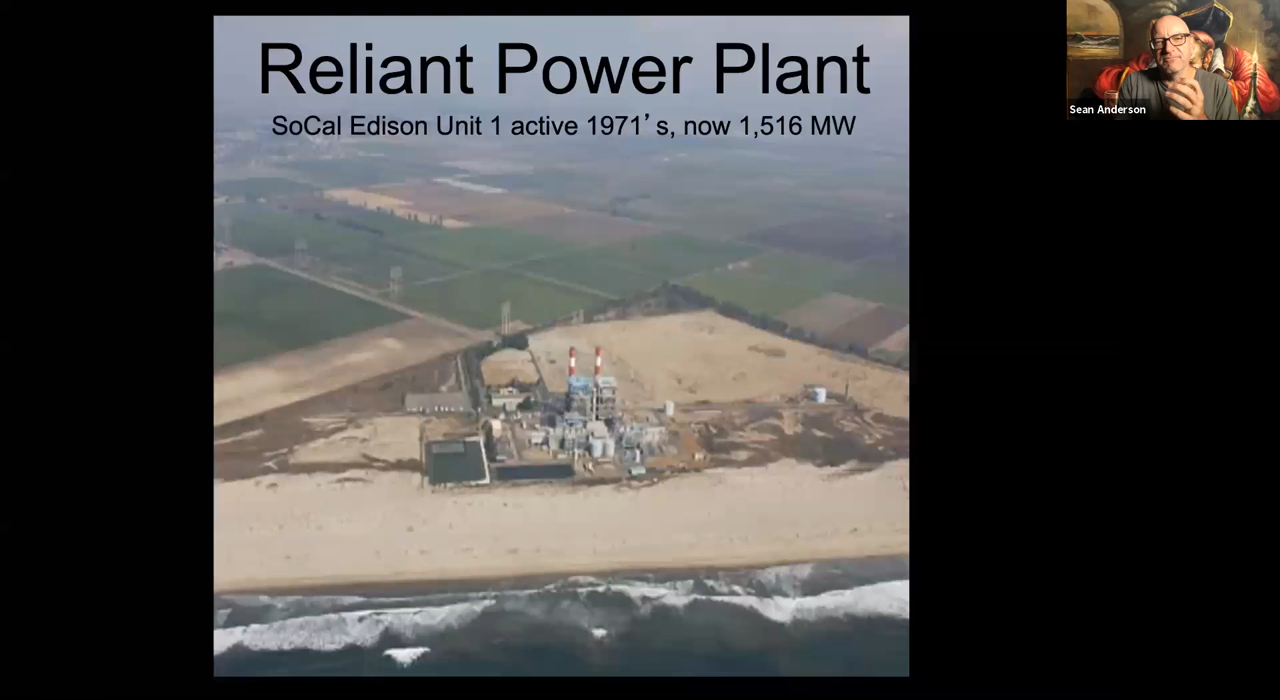 Reliant Power Plant
SoCal Edison Unit 1 active 1971's, now 1,516 MW
Sean Anderson